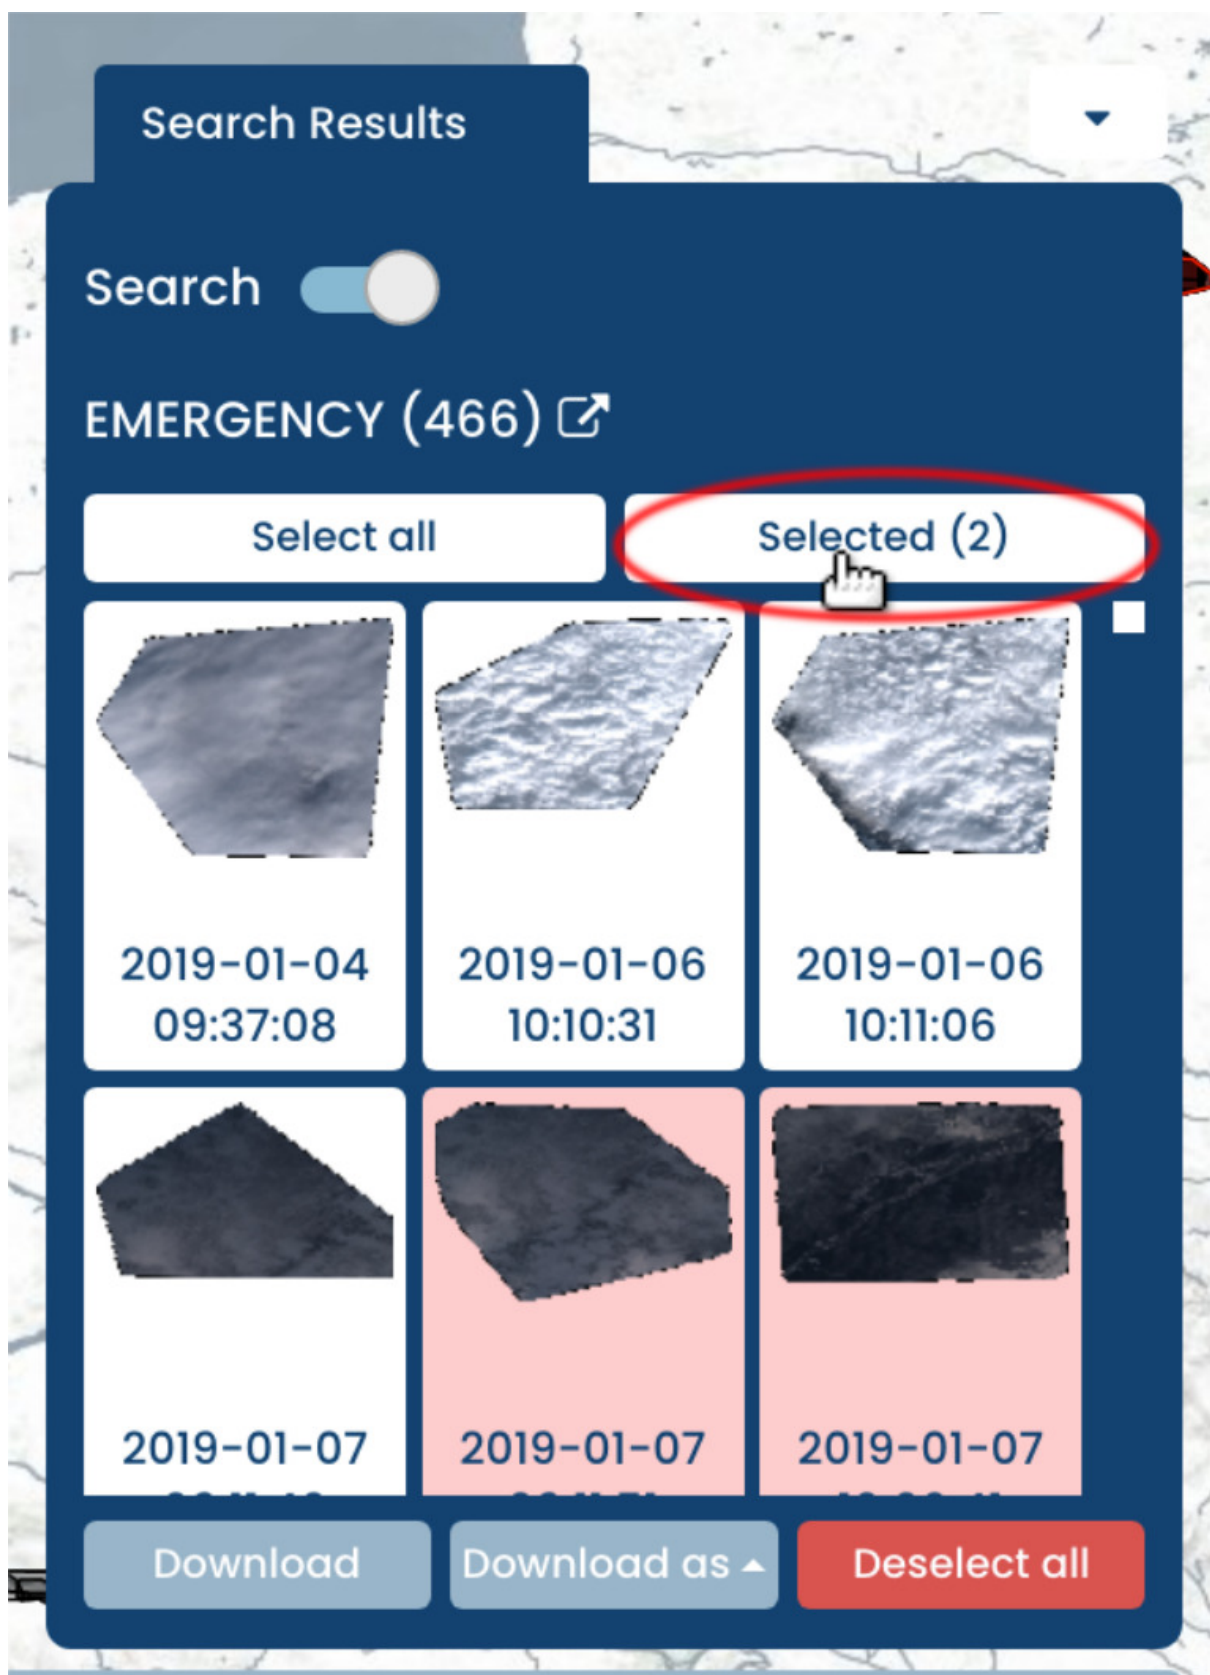 Search Results
Search
EMERGENCY (466)
Select all
Selected (2)
2019-01-04
09:37:08
2019-01-06
10:10:31
2019-01-06
10:11:06
2019-01-07
2019-01-07
2019-01-07
Download
Download as
Deselect all